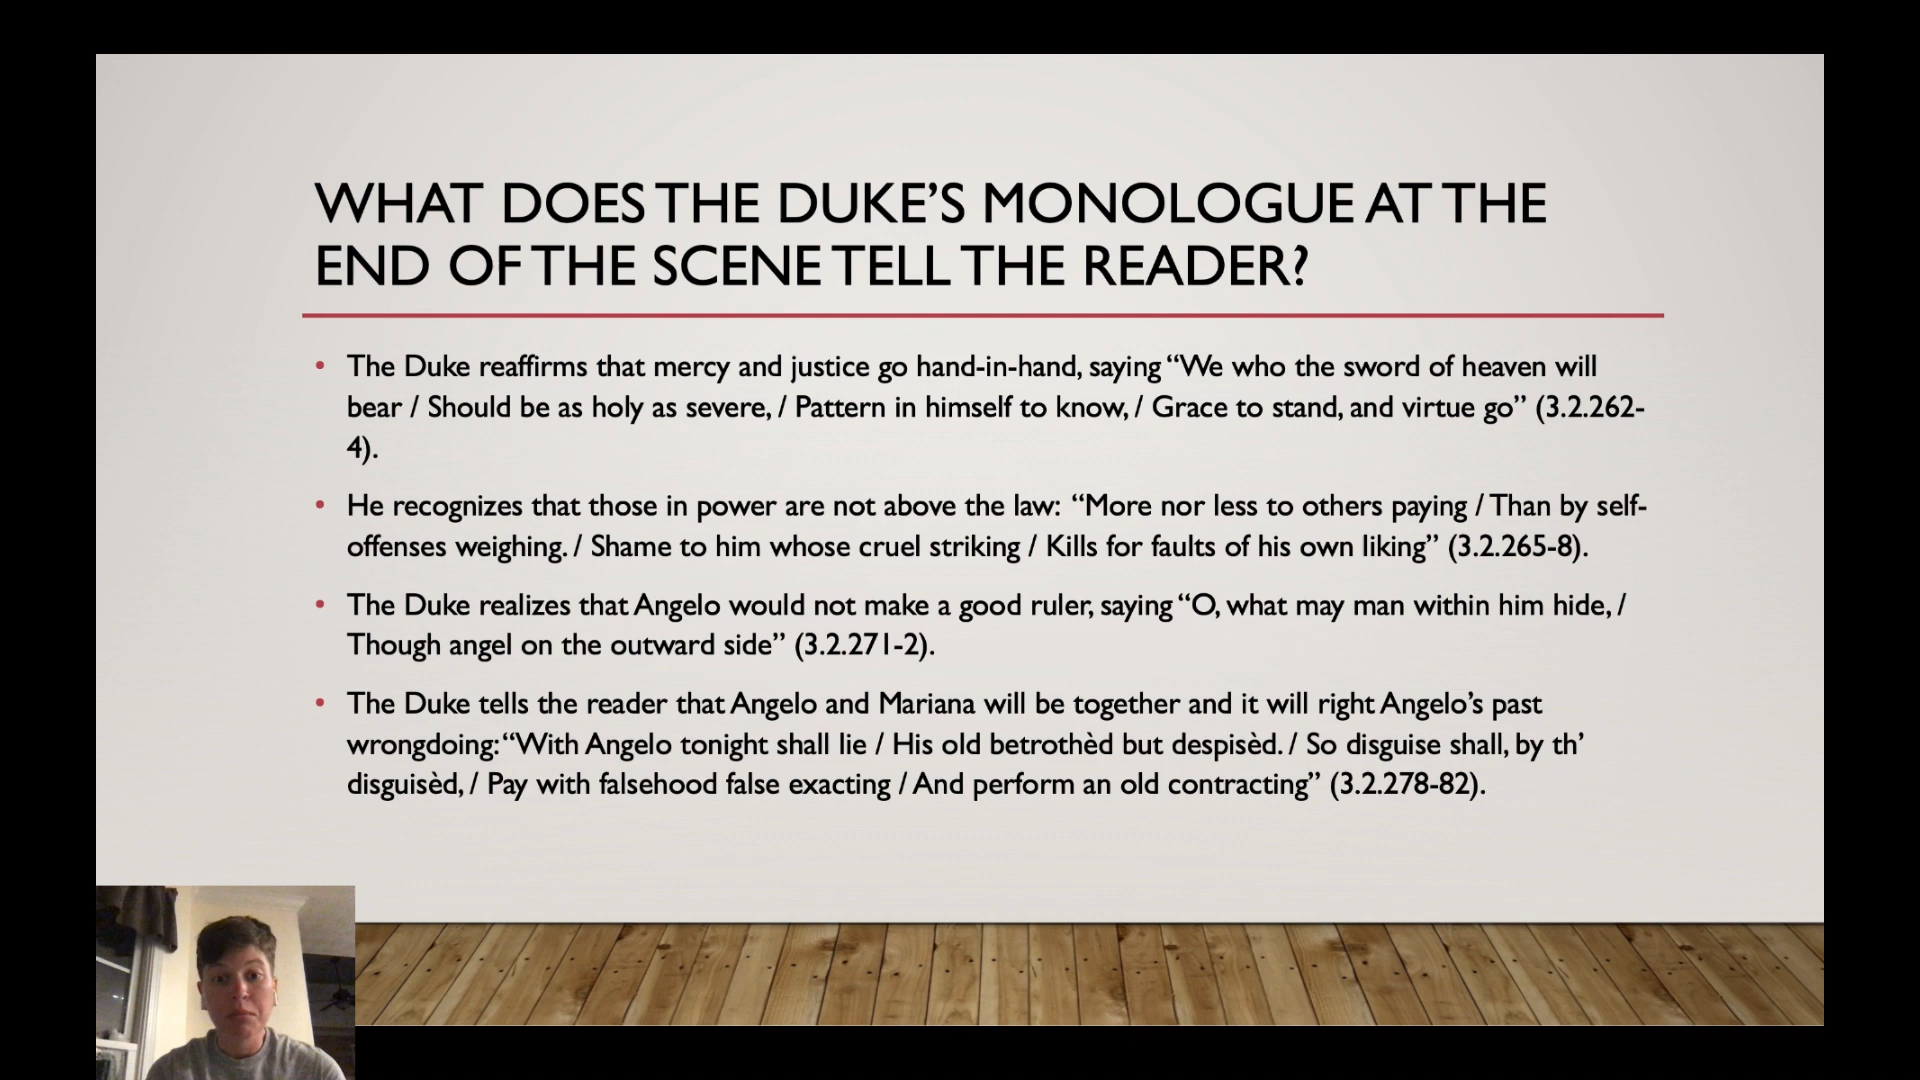 WHAT DOES THE DUKE’S MONOLOGUE AT THE
END OF THE SCENE TELL THE READER?
• The Duke reaffirms that mercy and justice go hand-in-hand, saying “We who the sword of heaven will
bear / Should be as holy as severe, / Pattern in himself to know, / Grace to stand, and virtue go” (3.2.262-
4).
• He recognizes that those in power are not above the law: “More nor less to others paying / Than by self-
offenses weighing. / Shame to him whose cruel striking / Kills for faults of his own liking” (3.2.265-8).
• The Duke realizes that Angelo would not make a good ruler, saying “O, what may man within him hide, /
Though angel on the outward side” (3.2.271-2).
• The Duke tells the reader that Angelo and Mariana will be together and it will right Angelo’s past
wrongdoing: “With Angelo tonight shall lie / His old betrothèd but despisèd. / So disguise shall, by th’
disguisèd, / Pay with falsehood false exacting / And perform an old contracting” (3.2.278-82).